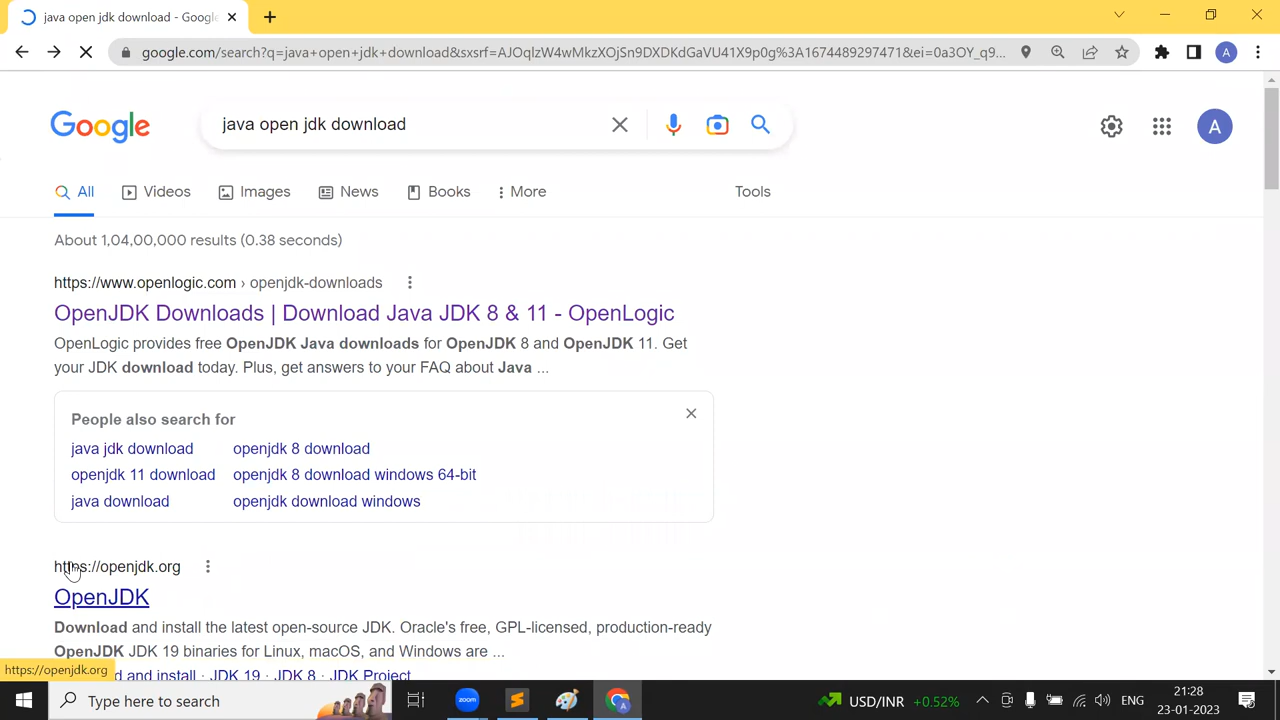 java open jdk download - Goog
google.com/search?q=java+open+jdk+download&sxsrf=AJOqlzW4wMkzXOjSn9DXDKdGaVU41X9p0g%3A1674489297471&ei=0a3OY_q9...
A
Google
java open jdk download
A
All
Videos
Images
News
Books
More
Tools
About 1,04,00,000 results (0.38 seconds)
https://www.openlogic.com › openjdk-downloads
OpenJDK Downloads | Download Java JDK 8 & 11 - OpenLogic
OpenLogic provides free OpenJDK Java downloads for OpenJDK 8 and OpenJDK 11. Get
your JDK download today. Plus, get answers to your FAQ about Java ...
People also search for
java jdk download
openjdk 8 download
openjdk 11 download
openjdk 8 download windows 64-bit
java download
openjdk download windows
https://openjdk.org
OpenJDK
Download and install the latest open-source JDK. Oracle's free, GPL-licensed, production-ready
OpenJDK JDK 19 binaries for Linux, macOS, and Windows are ...
https://openjdk.org
d and install · JDK 19 · JDK 8 · JDK Project
Type here to search
zoom
USD/INR +0.52%
ENG
21:28
23-01-2023